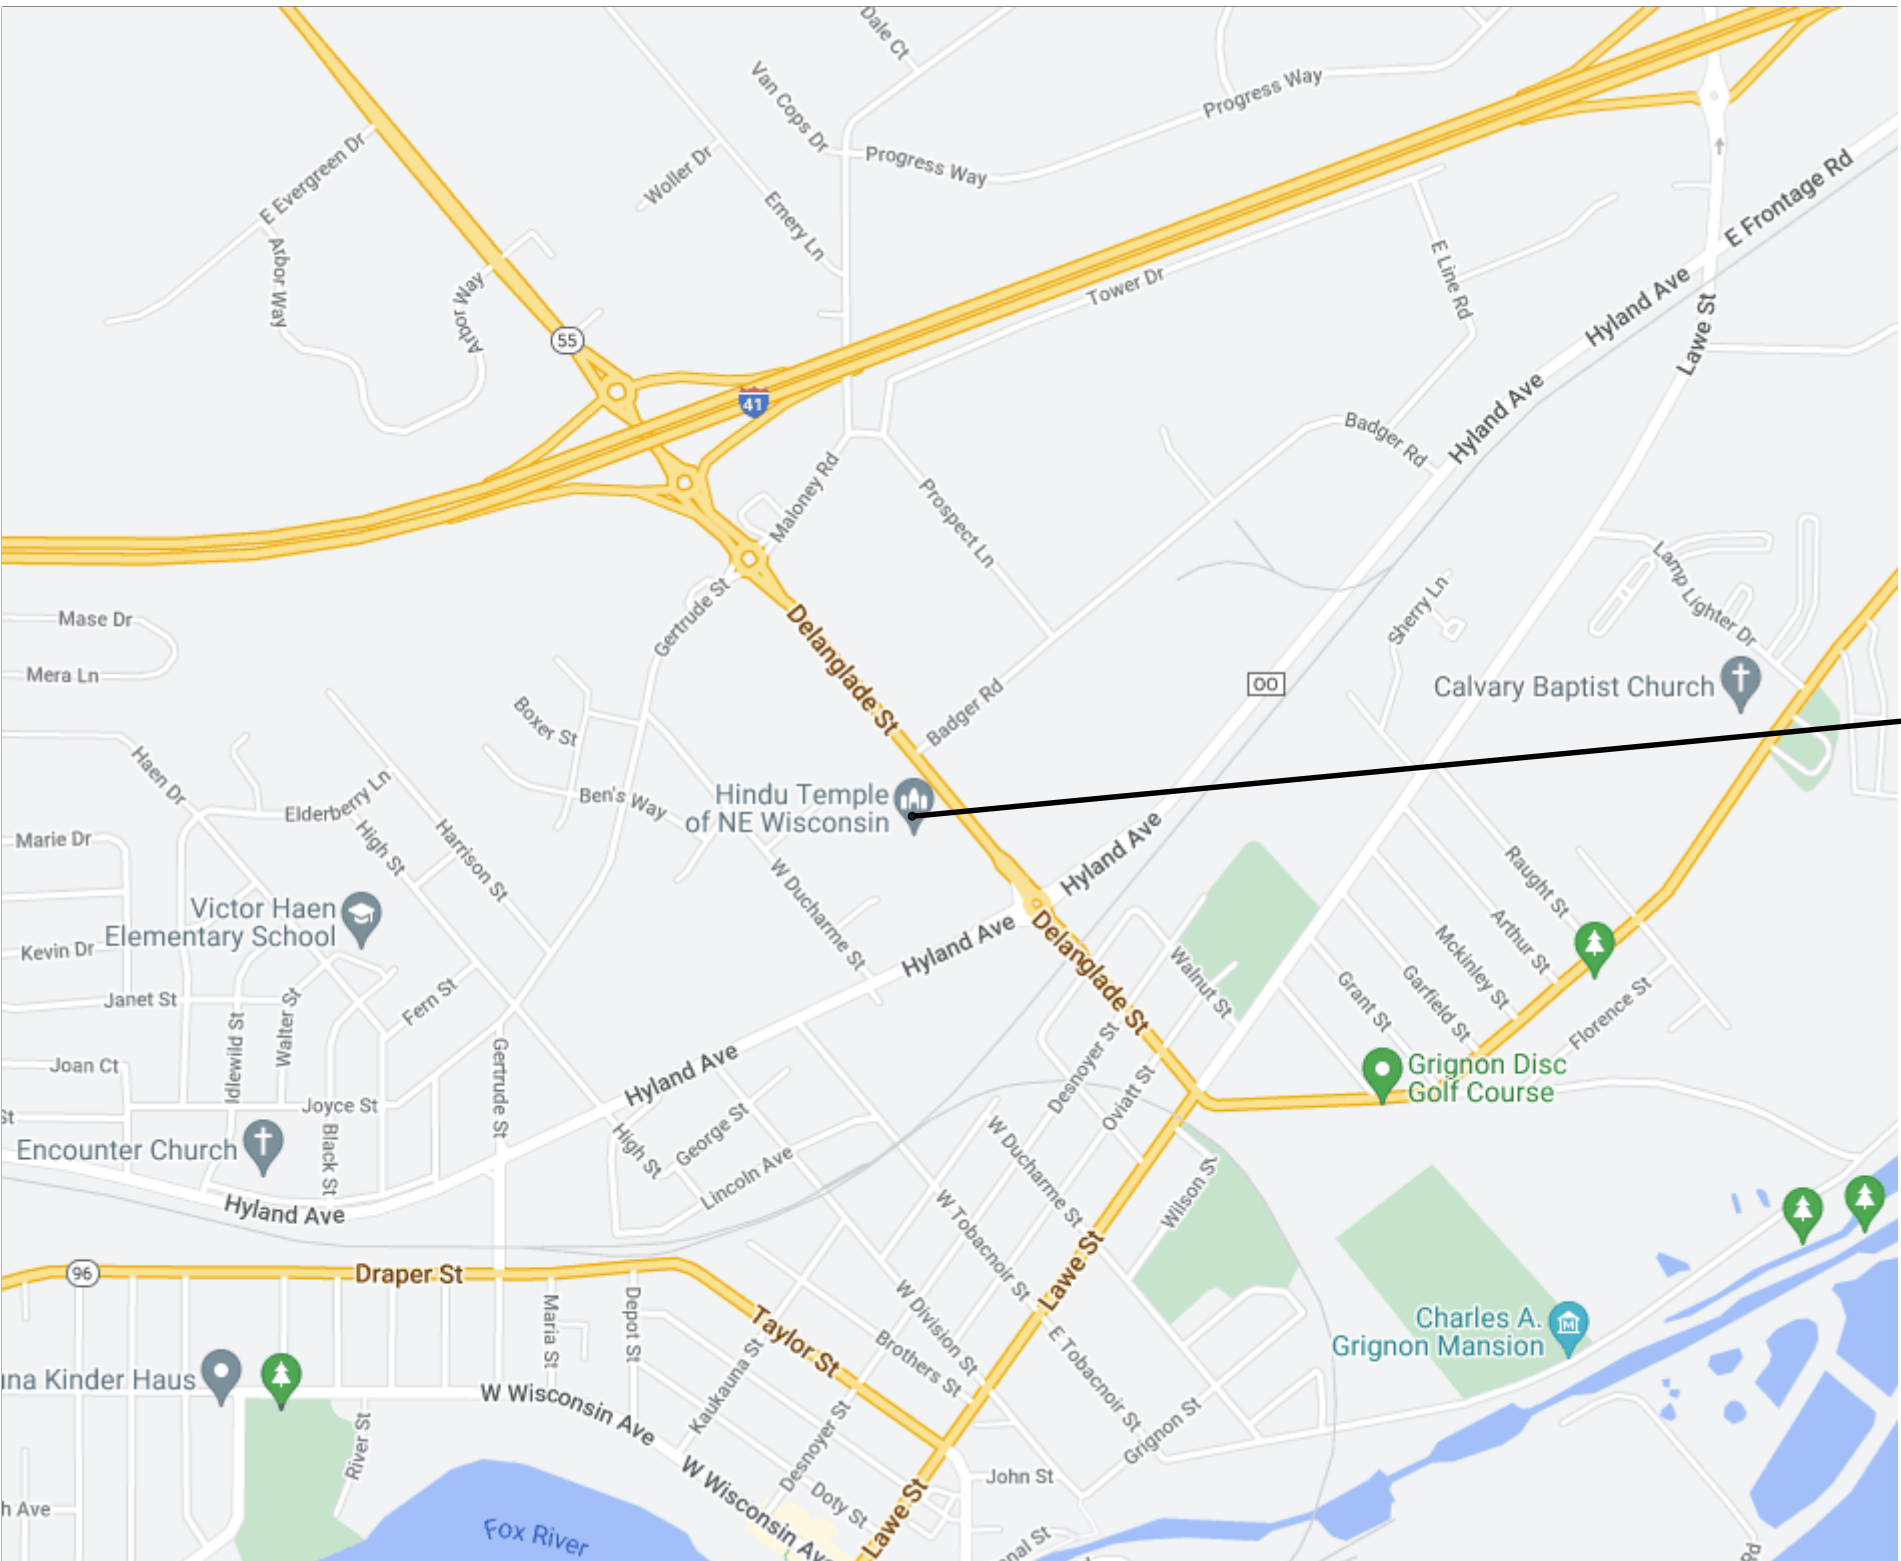 Dale Ct
Van Cops Dr
Progress Way
Progress Way
Woller Dr
Emery Ln
E Evergreen Dr
Arbor Way
Arbor Way
55
41
Tower Dr
E Line Rd
E Frontage Rd
Hyland Ave
Lawe St
Hyland Ave
Badger Rd
Maloney Rd
Prospect Ln
Gertrude St
Mase Dr
Mera Ln
Delanglade St
Lamp Lighter Dr
Sherry Ln
OO
Calvary Baptist Church
Badger Rd
Boxer St
Haen Dr
Elderberry Ln
Ben's Way
Hindu Temple
of NE Wisconsin
Marie Dr
High St
Harrison St
Hyland Ave
W Ducharme St
Raught St
Victor Haen
Elementary School
Kevin Dr
Hyland Ave
Delanglade St
Walnut St
Arthur St
Mckinley St
Garfield St
Grant St
Florence St
Janet St
Idlewild St
Walter St
Fern St
Joan Ct
Gertrude St
Hyland Ave
Desnoyer St
Oviatt St
Grignon Disc
Golf Course
St
Joyce St
Black St
Encounter Church
High St
George St
Lincoln Ave
W Ducharme St
Wilson St
Hyland Ave
W Tobacnoir St
Lawe St
96
Draper St
Maria St
Depot St
Taylor St
W Division St
Brothers St
E Tobacnoir St
Charles A.
Grignon Mansion
na Kinder Haus
W Wisconsin Ave
Kaukauna St
River St
Desnoyer St
Grignon St
W Wisconsin Ave
John St
Doty St
h Ave
Fox River
Lawe St
nal St
Rd